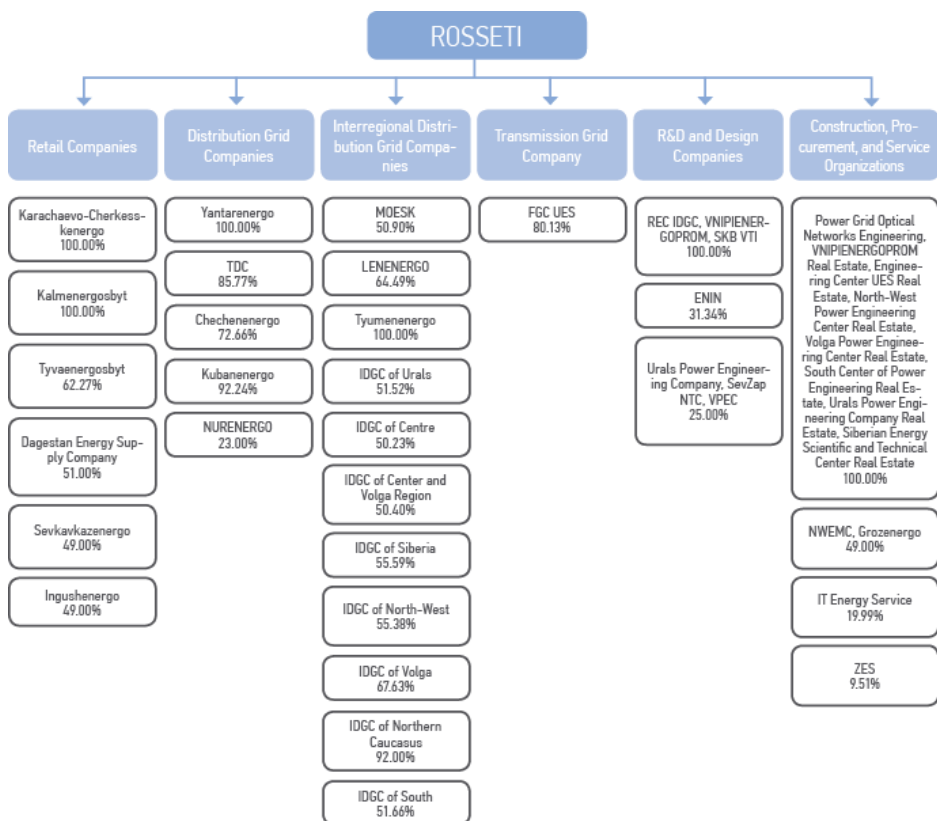 ROSSETI
Retail Companies
Distribution Grid
Companies
Interregional Distri-
bution Grid Compa-
nies
Transmission Grid
Company
R&D and Design
Companies
Construction, Pro-
curement, and Service
Organizations
Karachaevo-Cherkess-
kenergo
100.00%
Kalmenergosbyt
100.00%
Tyvaenergosbyt
62.27%
Dagestan Energy Sup-
ply Company
51.00%
Sevkavkazenergo
49.00%
Ingushenergo
49.00%
Yantarenergo
100.00%
TDC
85.77%
Chechenenergo
72.66%
Kubanenergo
92.24%
NURENERGO
23.00%
MOESK
50.90%
LENENERGO
64.49%
Tyumenenergo
100.00%
IDGC of Urals
51.52%
IDGC of Centre
50.23%
IDGC of Center and
Volga Region
50.40%
IDGC of Siberia
55.59%
IDGC of North-West
55.38%
IDGC of Volga
67.63%
IDGC of Northern
Caucasus
92.00%
IDGC of South
51.66%
FGC UES
80.13%
REC IDGC, VNIPIENER-
GOPROM, SKB VTI
100.00%
ENIN
31.34%
Urals Power Engineer-
ing Company, SevZap
NTC, VPEC
25.00%
Power Grid Optical
Networks Engineering,
VNIPIENERGOPROM
Real Estate, Enginee-
ring Center UES Real
Estate, North-West
Power Engineering
Center Real Estate,
Volga Power Enginee-
ring Center Real Estate,
South Center of Power
Engineering Real Es-
tate, Urals Power Engi-
neering Company Real
Estate, Siberian Energy
Scientific and Technical
Center Real Estate
100.00%
NWEMC, Grozenergo
49.00%
IT Energy Service
19.99%
ZES
9.51%